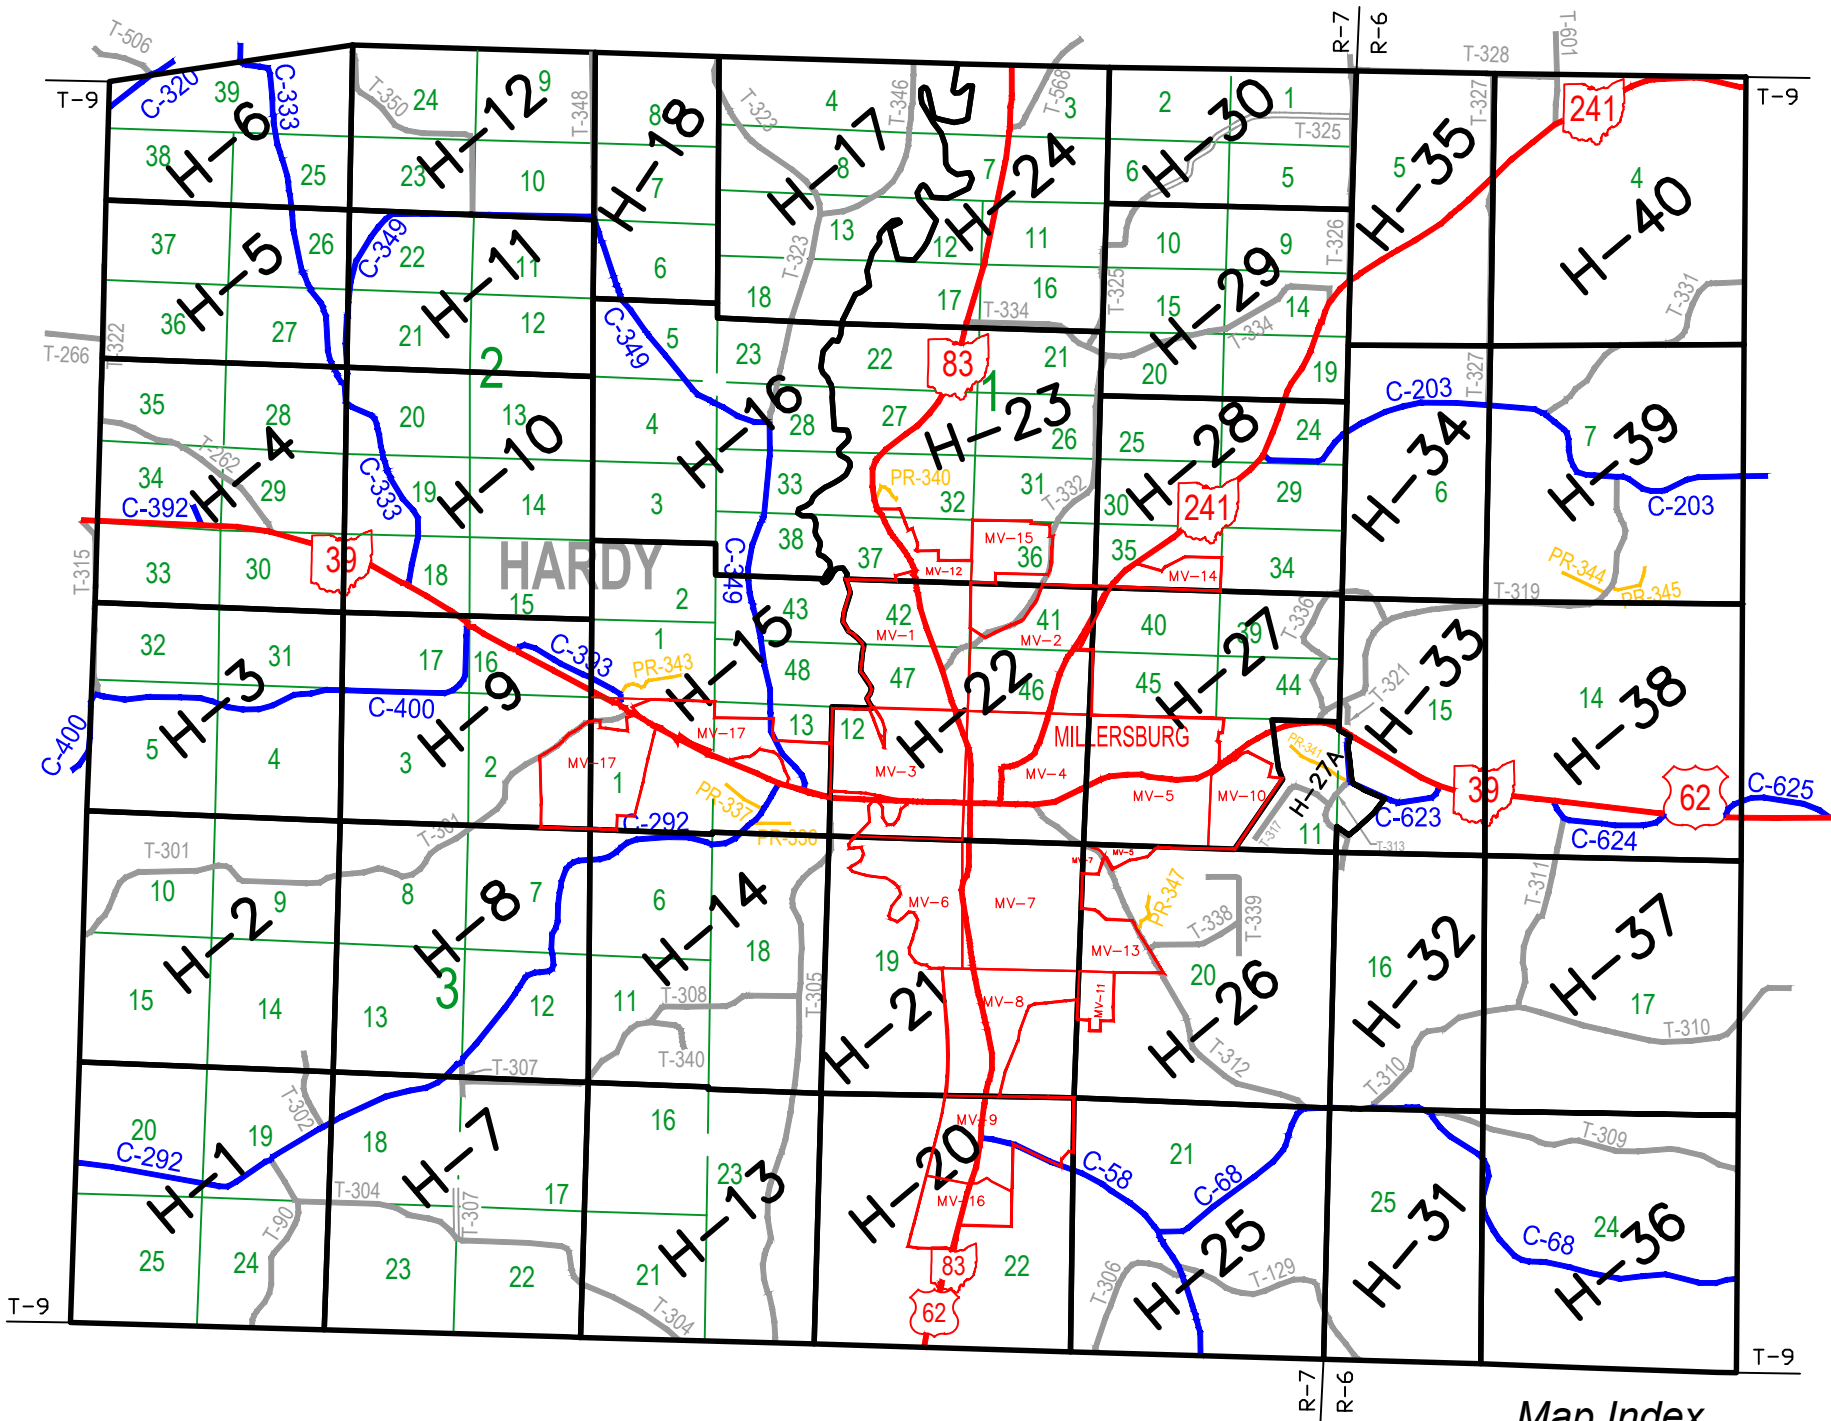 R-7
R-6
T-506
T-601
T-328
T-9
C-320
39
C-333
T-350
24
9
T-348
8
T-323
4
T-346
T-568
3
2
1
T-325
T-327
241
T-9
H-6
H-12
H-18
H-17
H-24
H-30
H-35
H-40
38
25
23
10
7
8
7
6
5
5
4
37
26
C-349
22
11
6
13
12
11
10
9
T-326
H-5
H-11
T-323
H-29
36
27
21
12
C-349
5
18
17
16
T-325
15
14
T-331
T-334
T-334
T-266
T-322
2
23
22
83
21
1
20
19
T-327
C-203
35
28
20
13
4
H-16
28
27
H-23
26
25
H-28
24
H-34
7
H-39
T-262
H-4
H-10
34
29
C-333
19
14
3
33
PR-340
32
31
T-332
30
241
29
6
C-203
C-392
T-315
33
30
39
18
HARDY
15
C-349
38
37
MV-12
MV-15
36
35
MV-14
34
PR-344
PR-345
T-319
2
43
42
MV-1
41
MV-2
40
39
T-336
32
31
17
16
C-393
PR-343
1
H-15
48
47
H-22
46
45
H-27
44
T-321
H-33
15
14
H-38
C-400
H-3
C-400
H-9
5
4
3
2
MV-17
MV-17
1
13
12
MV-3
MILLERSBURG
MV-4
MV-5
MV-10
PR-341
H-27A
T-317
11
T-313
C-623
39
C-624
62
C-625
PR-337
PR-338
C-292
T-301
T-301
10
9
8
7
6
MV-6
MV-7
MV-7
MV-5
PR-347
T-338
T-339
T-311
H-2
H-8
H-14
18
19
MV-13
20
16
H-32
H-37
15
14
13
3
12
11
T-308
T-305
H-21
MV-8
MV-11
H-26
17
T-310
T-340
T-307
T-312
T-310
T-302
20
19
18
H-7
16
MV-9
21
T-309
C-292
H-1
T-304
17
23
H-13
H-20
MV-16
C-58
C-68
25
H-31
24
C-68
H-36
T-90
T-307
25
24
23
22
21
T-304
83
22
62
T-306
H-25
T-129
T-9
T-9
R-7
R-6
Map Index